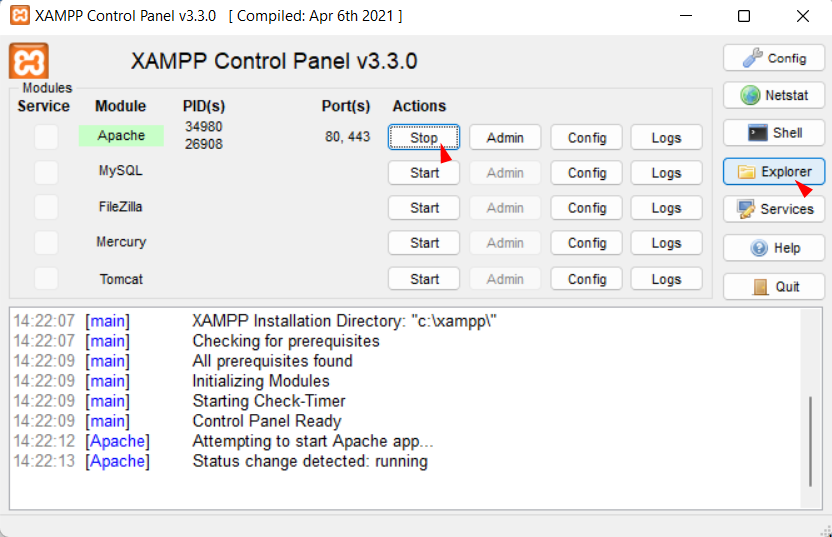 XAMPP Control Panel v3.3.0 [ Compiled: Apr 6th 2021 ]
XAMPP Control Panel v3.3.0
Config
Netstat
Shell
Explorer
Services
Help
Quit
Modules
Service Module PID(s) Port(s) Actions
Apache 34980 80, 443 Stop Admin Config Logs
26908
MySQL Start Admin Config Logs
FileZilla Start Admin Config Logs
Mercury Start Admin Config Logs
Tomcat Start Admin Config Logs
14:22:07 [main] XAMPP Installation Directory: "c:\xampp\"
14:22:07 [main] Checking for prerequisites
14:22:09 [main] All prerequisites found
14:22:09 [main] Initializing Modules
14:22:09 [main] Starting Check-Timer
14:22:09 [main] Control Panel Ready
14:22:12 [Apache] Attempting to start Apache app...
14:22:13 [Apache] Status change detected: running